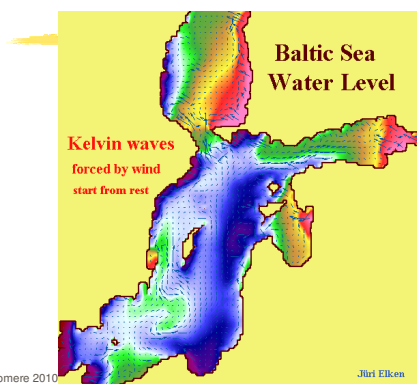 Baltic Sea
Water Level
Kelvin waves
forced by wind
start from rest
Jüri Elken
omere 2010